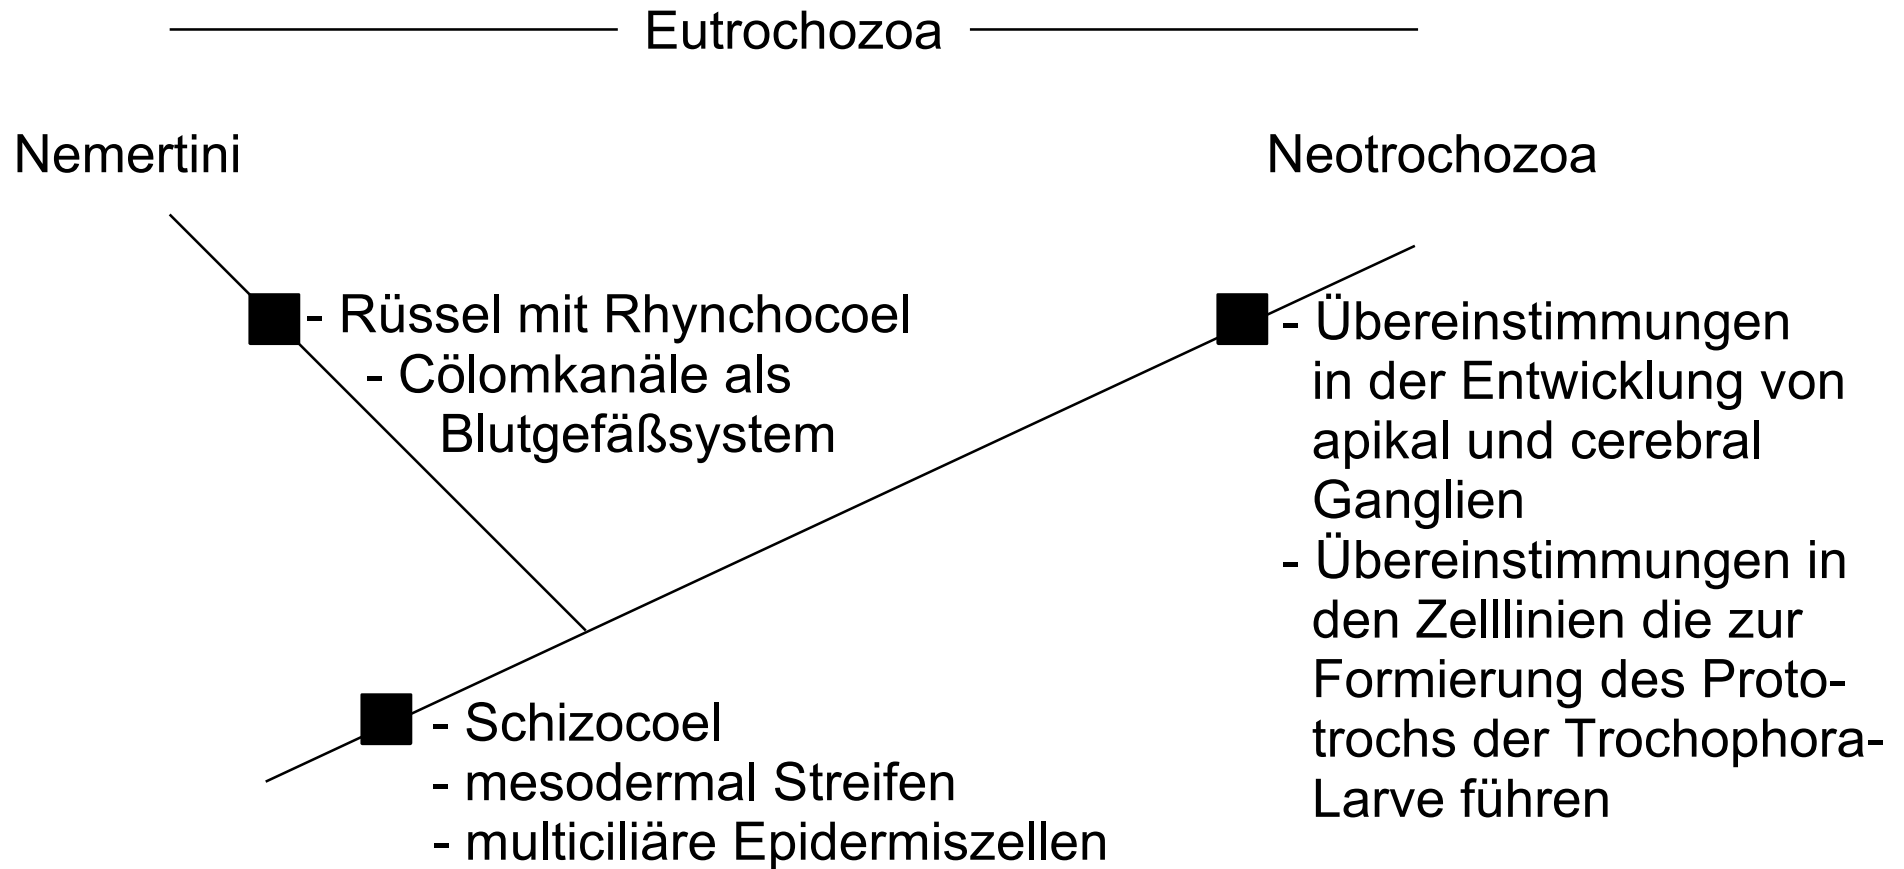 Eutrochozoa
Nemertini
Neotrochozoa
- Rüssel mit Rhynchocoel
- Cölomkanäle als
Blutgefäßsystem
- Übereinstimmungen
in der Entwicklung von
apikal und cerebral
Ganglien
- Übereinstimmungen in
den Zelllinien die zur
Formierung des Proto-
trochs der Trochophora-
Larve führen
- Schizocoel
- mesodermal Streifen
- multiciliäre Epidermiszellen